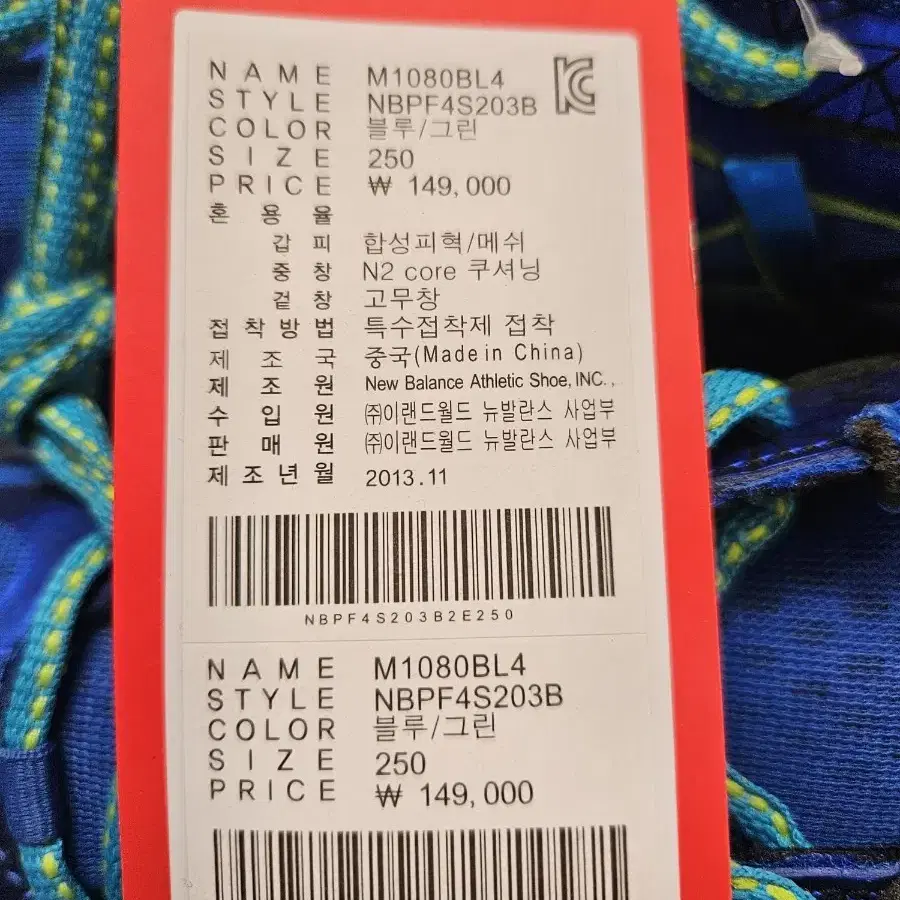 NAME M1080BL4
STYLE NBPF4S203B
COLOR 블루/그린
SIZE 250
PRICE ₩ 149,000
혼용율
갑피 합성피혁/메쉬
중창 N2 core 쿠셔닝
겉창 고무창
접착방법 특수접착제 접착
제조국 중국(Made in China)
제조원 New Balance Athletic Shoe, INC.,
수입원 ㈜이랜드월드 뉴발란스 사업부
판매원 ㈜이랜드월드 뉴발란스 사업부
제조년월 2013.11
NBPF4S203B2E250
NAME M1080BL4
STYLE NBPF4S203B
COLOR 블루/그린
SIZE 250
PRICE ₩ 149,000